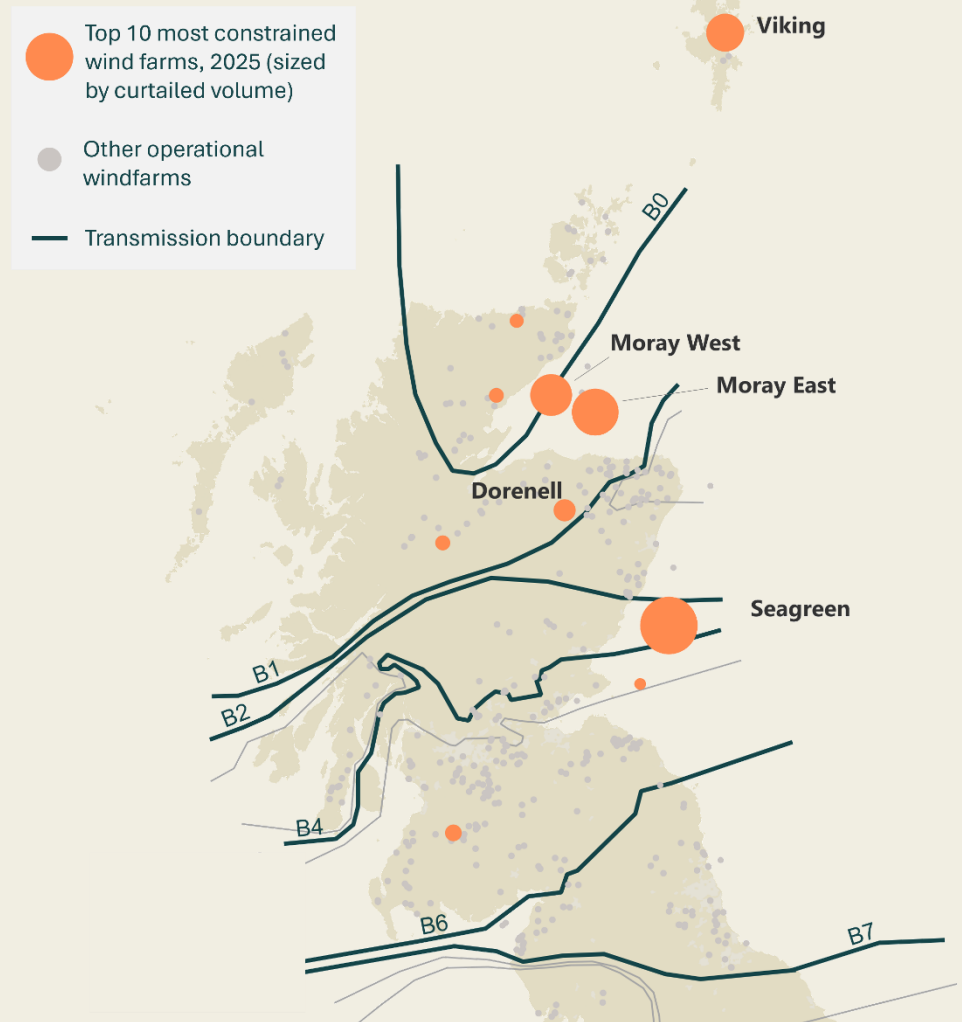 Top 10 most constrained
wind farms, 2025 (sized
by curtailed volume)
Other operational
windfarms
Transmission boundary
Viking
B0
Moray West
Moray East
Dorenell
Seagreen
B1
B2
B4
B6
B7